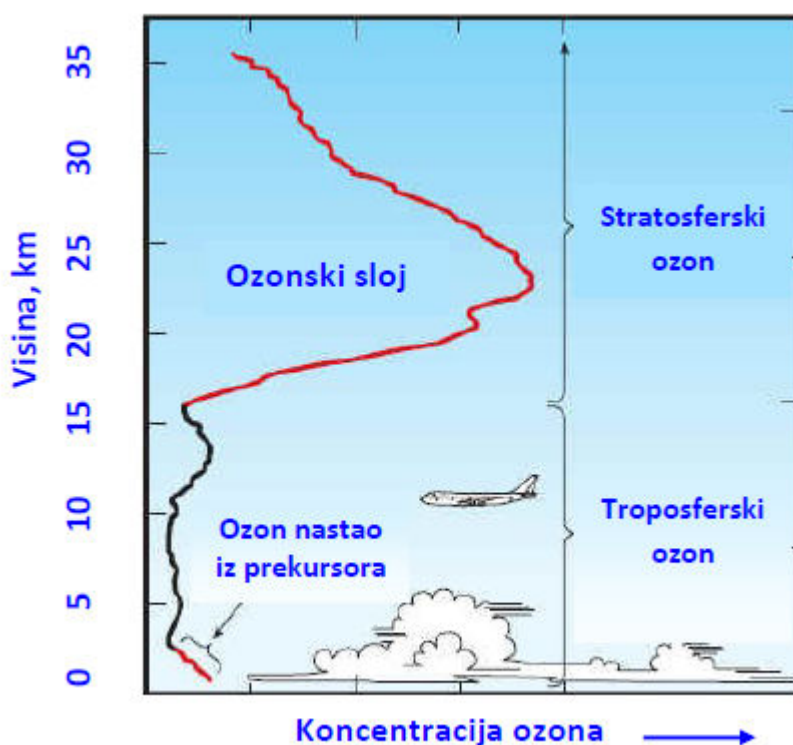 Visina, km
35
30
25
20
15
10
5
0
Ozonski sloj
Stratosferski
ozon
Ozon nastao
iz prekursora
Troposferski
ozon
Koncentracija ozona